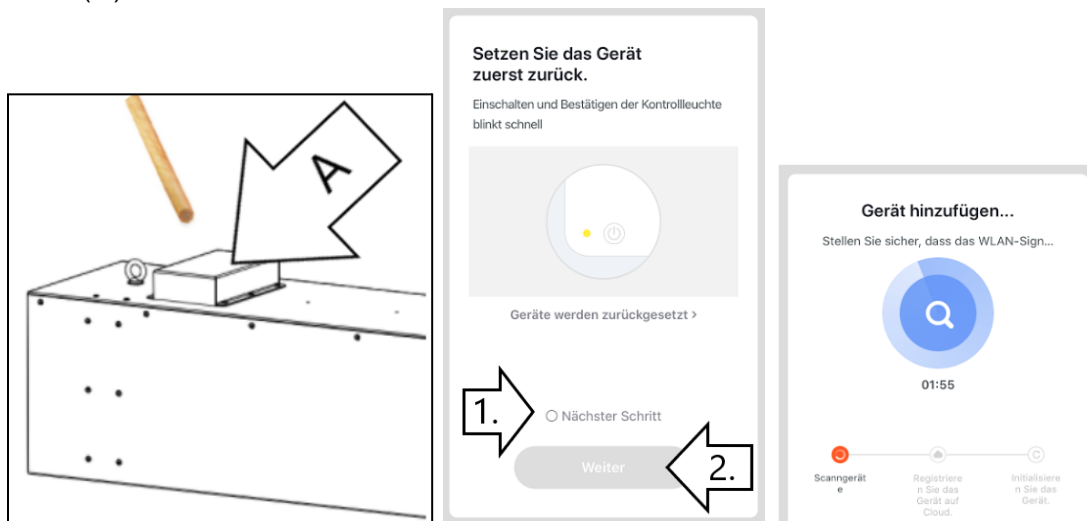 A
Setzen Sie das Gerät
zuerst zurück.
Einschalten und Bestätigen der Kontrollleuchte
blinkt schnell
Geräte werden zurückgesetzt >
1.
Nächster Schritt
Weiter
2.
Gerät hinzufügen...
Stellen Sie sicher, dass das WLAN-Sign...
01:55
Scanngerät
e
Registriere
n Sie das
Gerät auf
Cloud.
Initialisiere
n Sie das
Gerät.